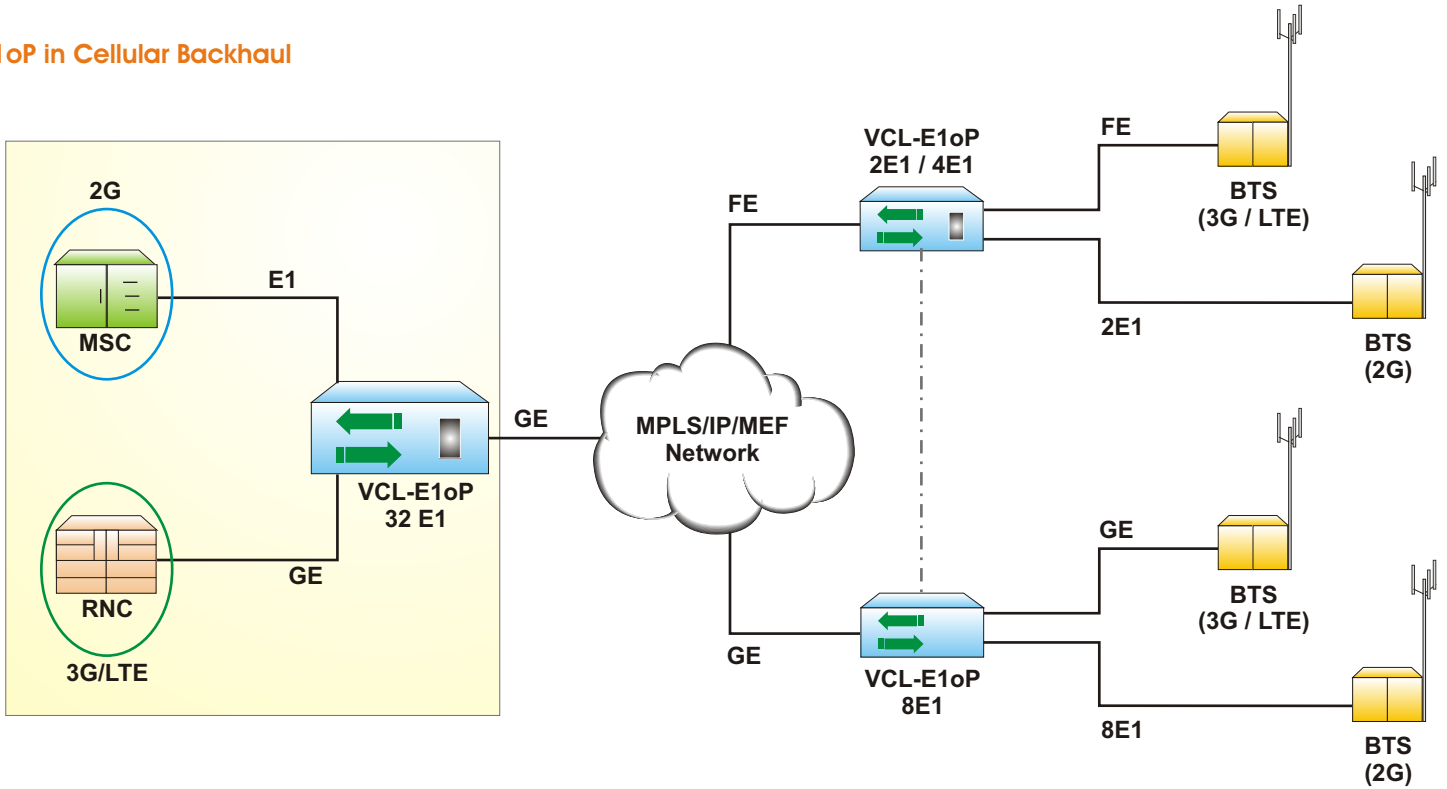 1oP in Cellular Backhaul
2G
MSC
E1
VCL-E1oP
32 E1
RNC
GE
3G/LTE
GE
MPLS/IP/MEF
Network
FE
VCL-E1oP
2E1 / 4E1
FE
BTS
(3G / LTE)
2E1
BTS
(2G)
GE
VCL-E1oP
8E1
GE
BTS
(3G / LTE)
8E1
BTS
(2G)